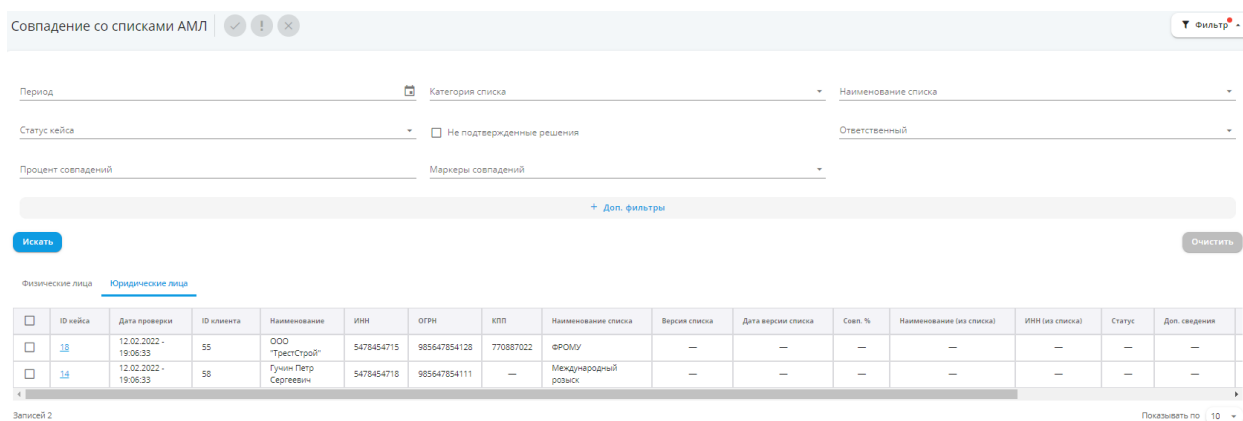 Совпадение со списками АМЛ
Фильтр
Период
Категория списка
Наименование списка
Статус кейса
Не подтвержденные решения
Ответственный
Процент совпадений
Маркеры совпадений
+ Доп. фильтры
Искать
Очистить
Физические лица Юридические лица
ID кейса Дата проверки ID клиента Наименование ИНН ОГРН КПП Наименование списка Версия списка Дата версии списка Совп. % Наименование (из списка) ИНН (из списка) Статус Доп. сведения
18 12.02.2022 - 19:06:33 55 ООО "ТрестСтрой" 5478454715 985647854128 770887022 ФРОМУ — — — — — — —
14 12.02.2022 - 19:06:33 58 Гучин Петр Сергеевич 5478454718 985647854111 — Международный розыск — — — — — — —
Записей 2
Показывать по 10